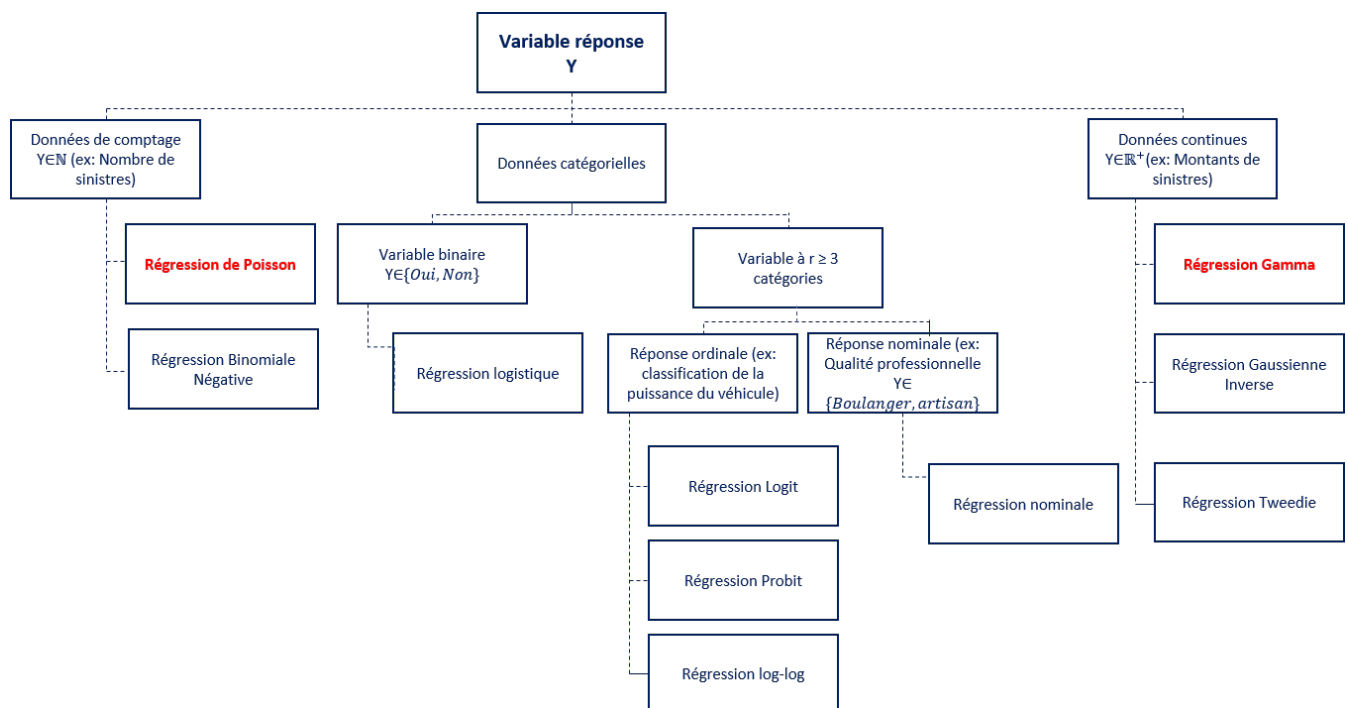 Variable réponse
Y
Données de comptage
Y∈ℕ (ex: Nombre de
sinistres)
Données catégorielles
Données continues
Y∈ℝ⁺(ex: Montants de
sinistres)
Régression de Poisson
Variable binaire
Y∈{Oui, Non}
Variable à r ≥ 3
catégories
Régression Gamma
Régression Binomiale
Négative
Régression logistique
Réponse ordinale (ex:
classification de la
puissance du véhicule)
Réponse nominale (ex:
Qualité professionnelle
Y∈
{Boulanger, artisan}
Régression Gaussienne
Inverse
Régression Logit
Régression nominale
Régression Tweedie
Régression Probit
Régression log-log